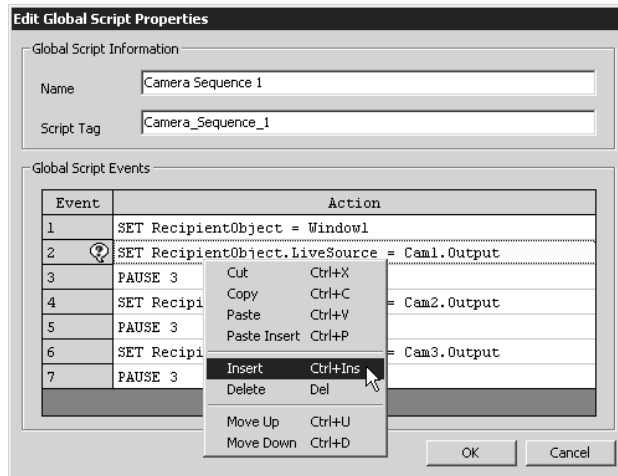 Edit Global Script Properties
Global Script Information
Name Camera Sequence 1
Script Tag Camera_Sequence_1
Global Script Events
Event Action
1 SET RecipientObject = Window1
2 SET RecipientObject.LiveSource = Cam1.Output
3 PAUSE 3
4 SET Recipi = Cam2.Output
5 PAUSE 3
6 SET Recipi = Cam3.Output
7 PAUSE 3
Cut Ctrl+X
Copy Ctrl+C
Paste Ctrl+V
Paste Insert Ctrl+P
Insert Ctrl+Ins
Delete Del
Move Up Ctrl+U
Move Down Ctrl+D
OK Cancel